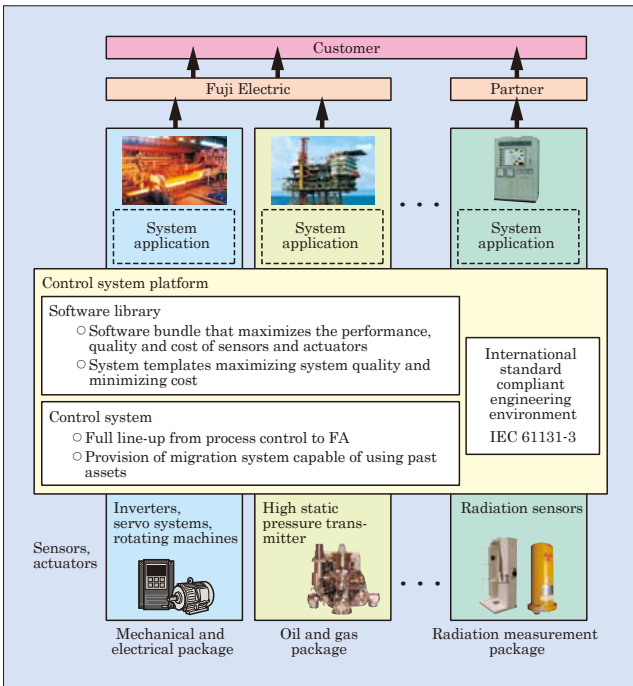 Customer
Fuji Electric
Partner
System
application
System
application
. . .
System
application
Control system platform
Software library
○ Software bundle that maximizes the performance,
quality and cost of sensors and actuators
○ System templates maximizing system quality and
minimizing cost
Control system
○ Full line-up from process control to FA
○ Provision of migration system capable of using past
assets
International
standard
compliant
engineering
environment
IEC 61131-3
Sensors,
actuators
Inverters,
servo systems,
rotating machines
High static
pressure trans-
mitter
. . .
Radiation sensors
Mechanical and
electrical package
Oil and gas
package
Radiation measurement
package